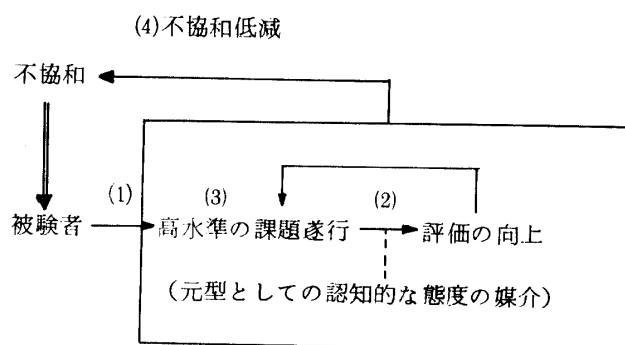 (4)不協和低減
不協和
(1)
(3)
(2)
被験者
高水準の課題遂行
評価の向上
(元型としての認知的な態度の媒介)